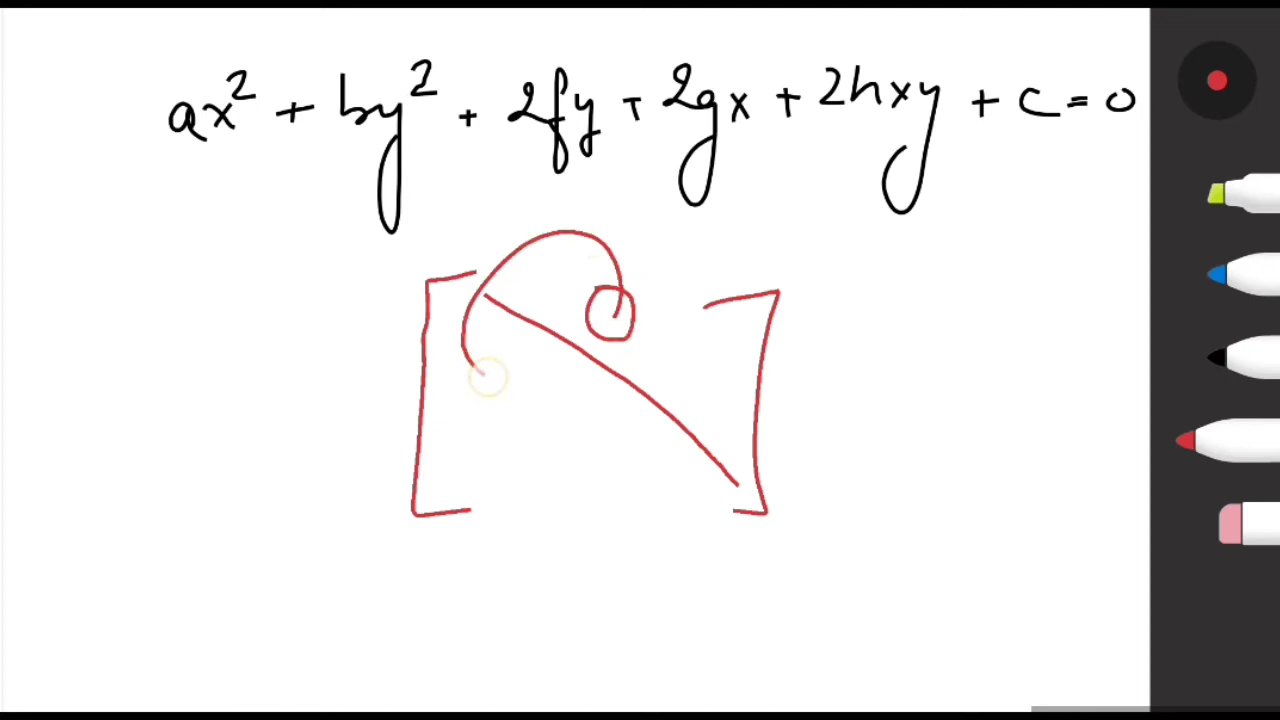 ax² + by² + 2fy + 2gx + 2hxy + c = 0